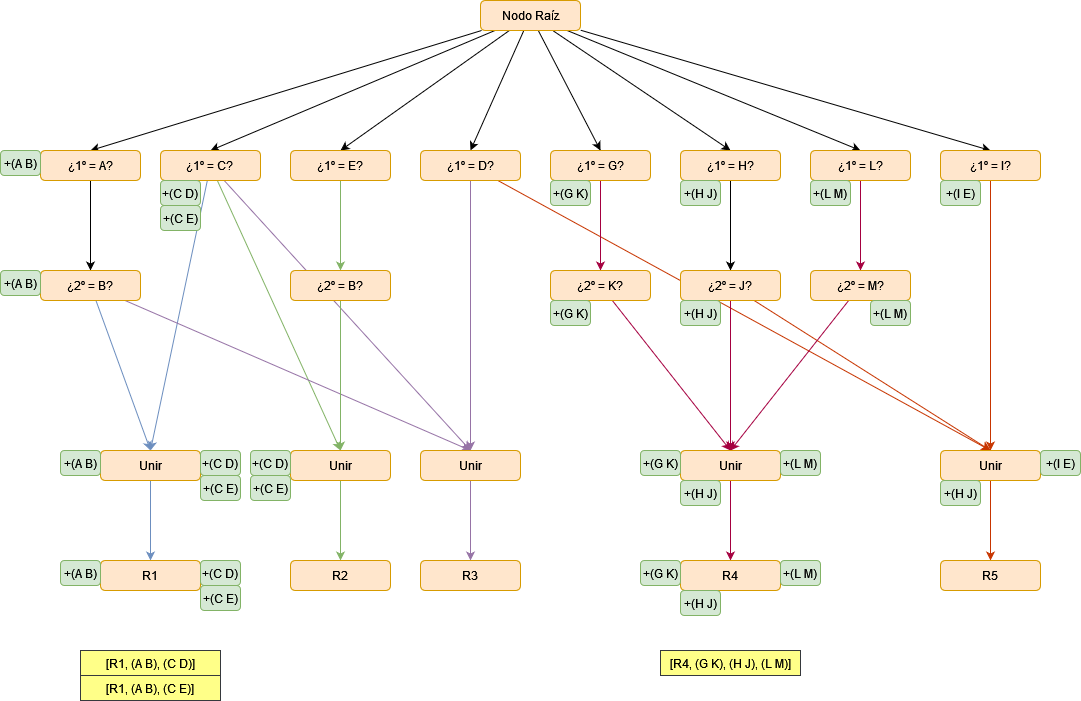 Nodo Raíz
+(A B)
¿1º = A?
¿1º = C?
¿1º = E?
¿1º = D?
¿1º = G?
¿1º = H?
¿1º = L?
¿1º = I?
+(C D)
+(C E)
+(G K)
+(H J)
+(L M)
+(I E)
+(A B)
¿2º = B?
¿2º = B?
¿2º = K?
¿2º = J?
¿2º = M?
+(G K)
+(H J)
+(L M)
+(A B)
Unir
+(C D)
+(C E)
+(C D)
+(C E)
Unir
Unir
+(G K)
Unir
+(L M)
+(H J)
Unir
+(I E)
+(H J)
+(A B)
R1
+(C D)
+(C E)
R2
R3
+(G K)
R4
+(L M)
+(H J)
R5
[R1, (A B), (C D)]
[R1, (A B), (C E)]
[R4, (G K), (H J), (L M)]